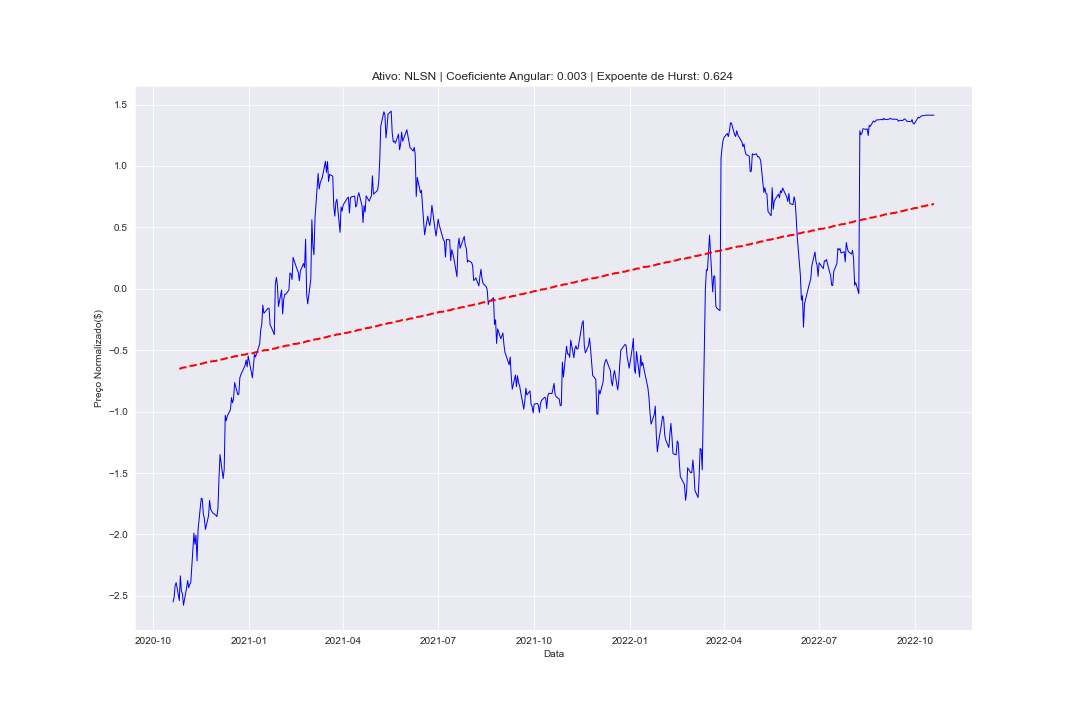 Ativo: NLSN | Coeficiente Angular: 0.003 | Expoente de Hurst: 0.624
1.5
1.0
0.5
0.0
−0.5
−1.0
−1.5
−2.0
−2.5
Preço Normalizado($)
2020-10 2021-01 2021-04 2021-07 2021-10 2022-01 2022-04 2022-07 2022-10
Data